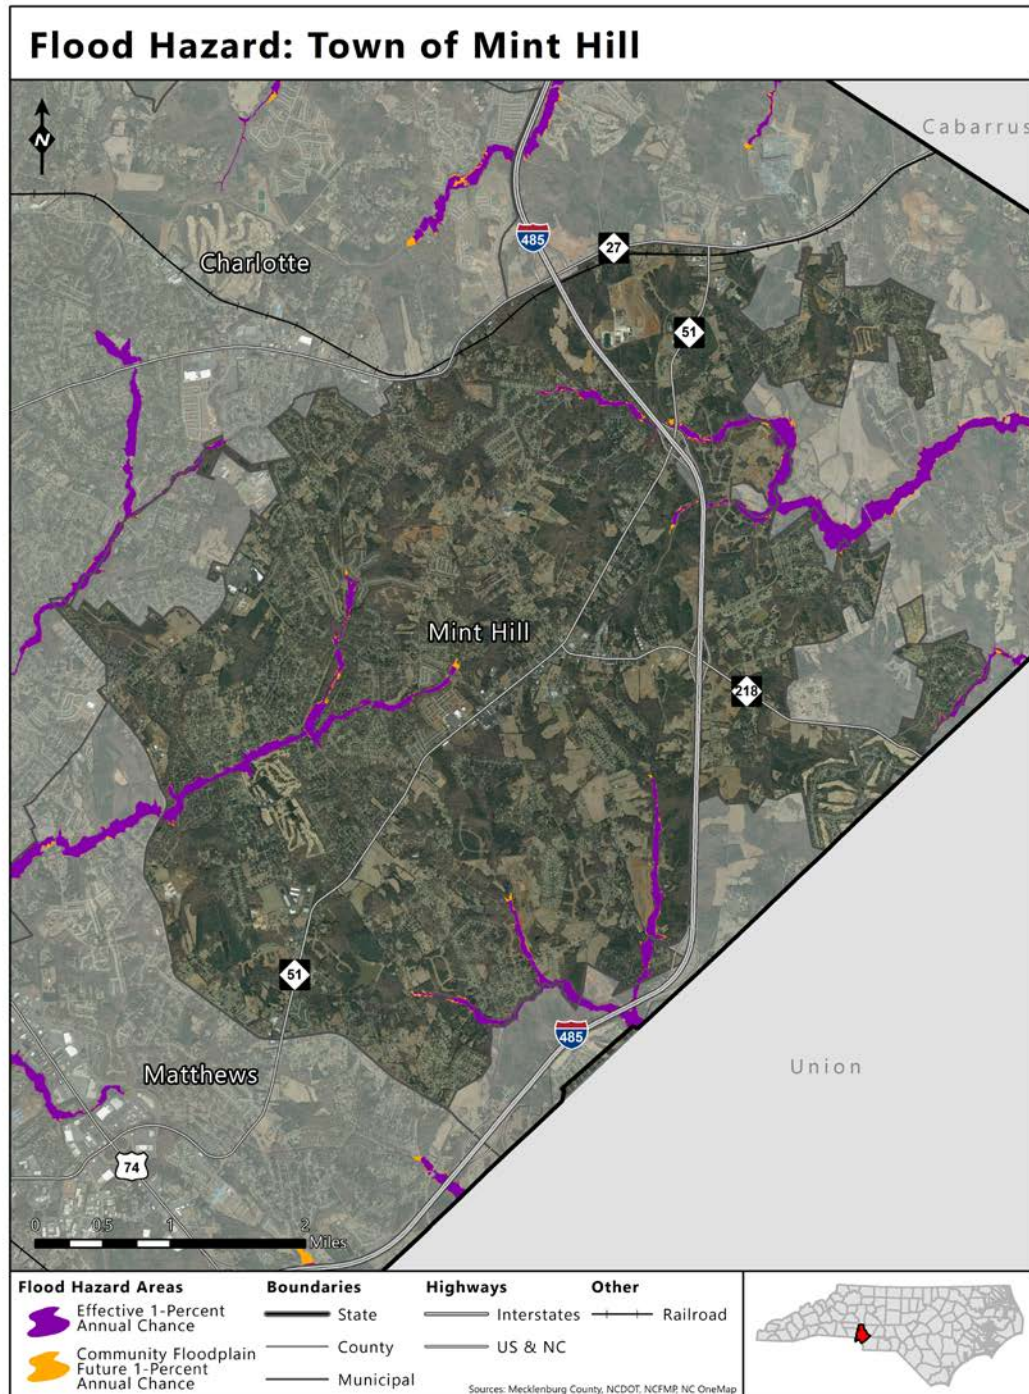 Flood Hazard: Town of Mint Hill
Cabarrus
N
485
27
Charlotte
51
Mint Hill
218
51
485
Union
Matthews
74
0 0.5 1 2
Miles
Flood Hazard Areas
Effective 1-Percent
Annual Chance
Community Floodplain
Future 1-Percent
Annual Chance
Boundaries
State
County
Municipal
Highways
Interstates
US & NC
Other
Railroad
Sources: Mecklenburg County, NCDOT, NCFMP, NC OneMap